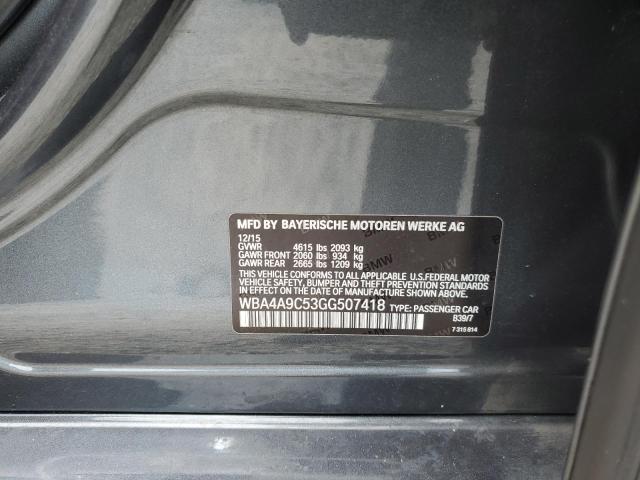 MFD BY BAYERISCHE MOTOREN WERKE AG
12/15
GVWR 4615 lbs 2093 kg
GAWR FRONT 2060 lbs 934 kg
GAWR REAR 2665 lbs 1209 kg
THIS VEHICLE CONFORMS TO ALL APPLICABLE U.S.FEDERAL MOTOR
VEHICLE SAFETY, BUMPER AND THEFT PREVENTION STANDARDS
IN EFFECT ON THE DATE OF MANUFACTURE SHOWN ABOVE.
WBA4A9C53GG507418 TYPE: PASSENGER CAR
B39/7
7 315 814